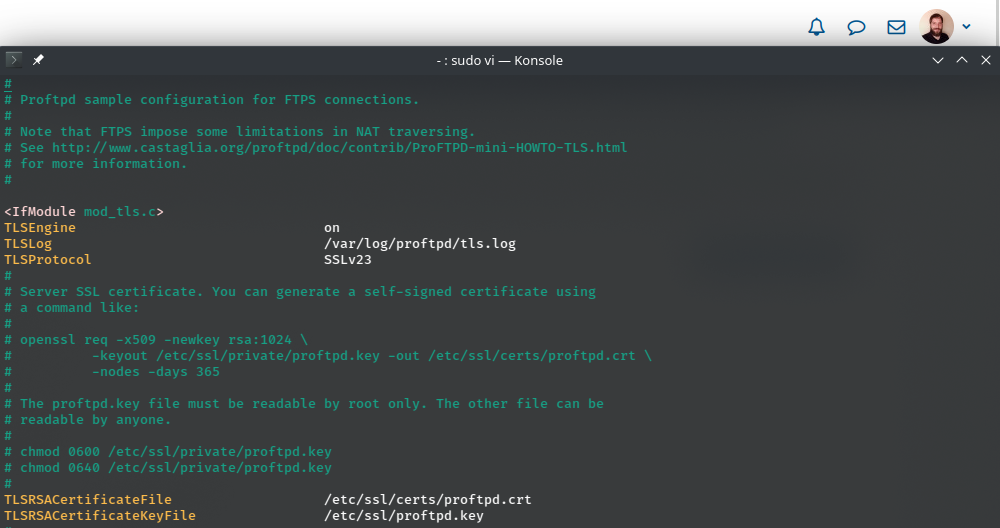 - : sudo vi — Konsole
#
# Proftpd sample configuration for FTPS connections.
#
# Note that FTPS impose some limitations in NAT traversing.
# See http://www.castaglia.org/proftpd/doc/contrib/ProFTPD-mini-HOWTO-TLS.html
# for more information.
#
<IfModule mod_tls.c>
TLSEngine on
TLSLog /var/log/proftpd/tls.log
TLSProtocol SSLv23
#
# Server SSL certificate. You can generate a self-signed certificate using
# a command like:
#
# openssl req -x509 -newkey rsa:1024 \
# -keyout /etc/ssl/private/proftpd.key -out /etc/ssl/certs/proftpd.crt \
# -nodes -days 365
#
# The proftpd.key file must be readable by root only. The other file can be
# readable by anyone.
#
# chmod 0600 /etc/ssl/private/proftpd.key
# chmod 0640 /etc/ssl/private/proftpd.key
#
TLSRSACertificateFile /etc/ssl/certs/proftpd.crt
TLSRSACertificateKeyFile /etc/ssl/proftpd.key